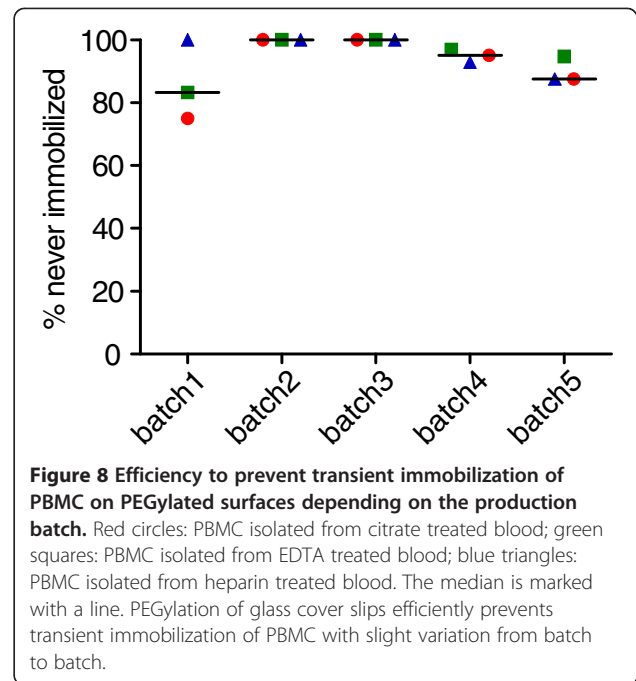 100
80
60
40
20
0
% never immobilized
batch1
batch2
batch3
batch4
batch5
Figure 8 Efficiency to prevent transient immobilization of
PBMC on PEGylated surfaces depending on the production
batch. Red circles: PBMC isolated from citrate treated blood; green
squares: PBMC isolated from EDTA treated blood; blue triangles:
PBMC isolated from heparin treated blood. The median is marked
with a line. PEGylation of glass cover slips efficiently prevents
transient immobilization of PBMC with slight variation from batch
to batch.